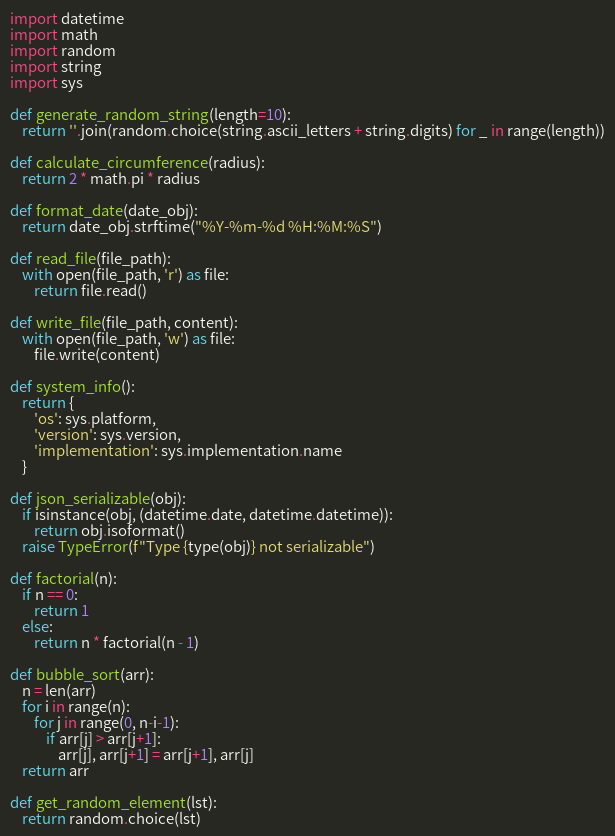 import datetime
import math
import random
import string
import sys

def generate_random_string(length=10):
    return ''.join(random.choice(string.ascii_letters + string.digits) for _ in range(length))

def calculate_circumference(radius):
    return 2 * math.pi * radius

def format_date(date_obj):
    return date_obj.strftime("%Y-%m-%d %H:%M:%S")

def read_file(file_path):
    with open(file_path, 'r') as file:
        return file.read()

def write_file(file_path, content):
    with open(file_path, 'w') as file:
        file.write(content)

def system_info():
    return {
        'os': sys.platform,
        'version': sys.version,
        'implementation': sys.implementation.name
    }

def json_serializable(obj):
    if isinstance(obj, (datetime.date, datetime.datetime)):
        return obj.isoformat()
    raise TypeError(f"Type {type(obj)} not serializable")

def factorial(n):
    if n == 0:
        return 1
    else:
        return n * factorial(n - 1)

def bubble_sort(arr):
    n = len(arr)
    for i in range(n):
        for j in range(0, n-i-1):
            if arr[j] > arr[j+1]:
                arr[j], arr[j+1] = arr[j+1], arr[j]
    return arr

def get_random_element(lst):
    return random.choice(lst)